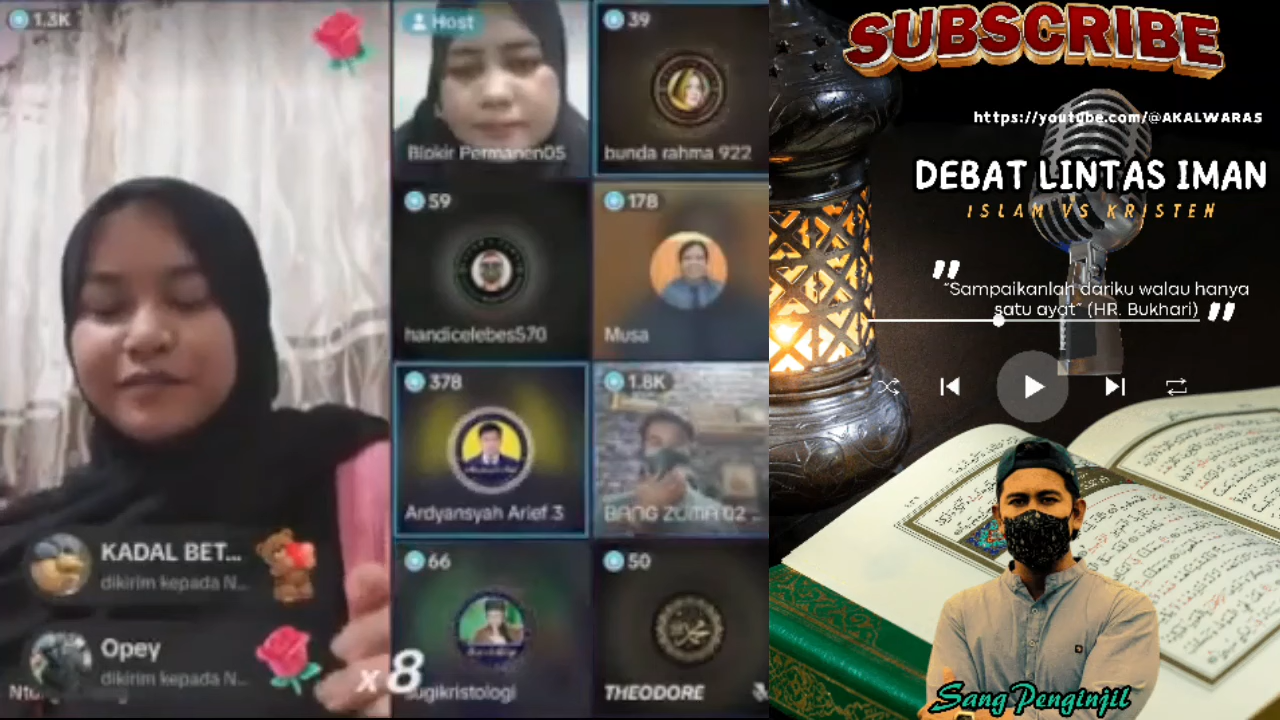 1.3K
Host
Blokir Permanen05
39
bunda rahma 922
59
handicelebes570
178
Musa
378
Ardyansyah Arief 3
1.8K
BANG ZUMA 02 ...
66
sugikristologi
50
THEODORE
KADAL BET...
dikirim kepada N...
Opey
dikirim kepada N...
x8
SUBSCRIBE
https://youtube.com/@AKALWARAS
DEBAT LINTAS IMAN
ISLAM VS KRISTEN
"Sampaikanlah dariku walau hanya
satu ayat" (HR. Bukhari)
Sang Penginjil